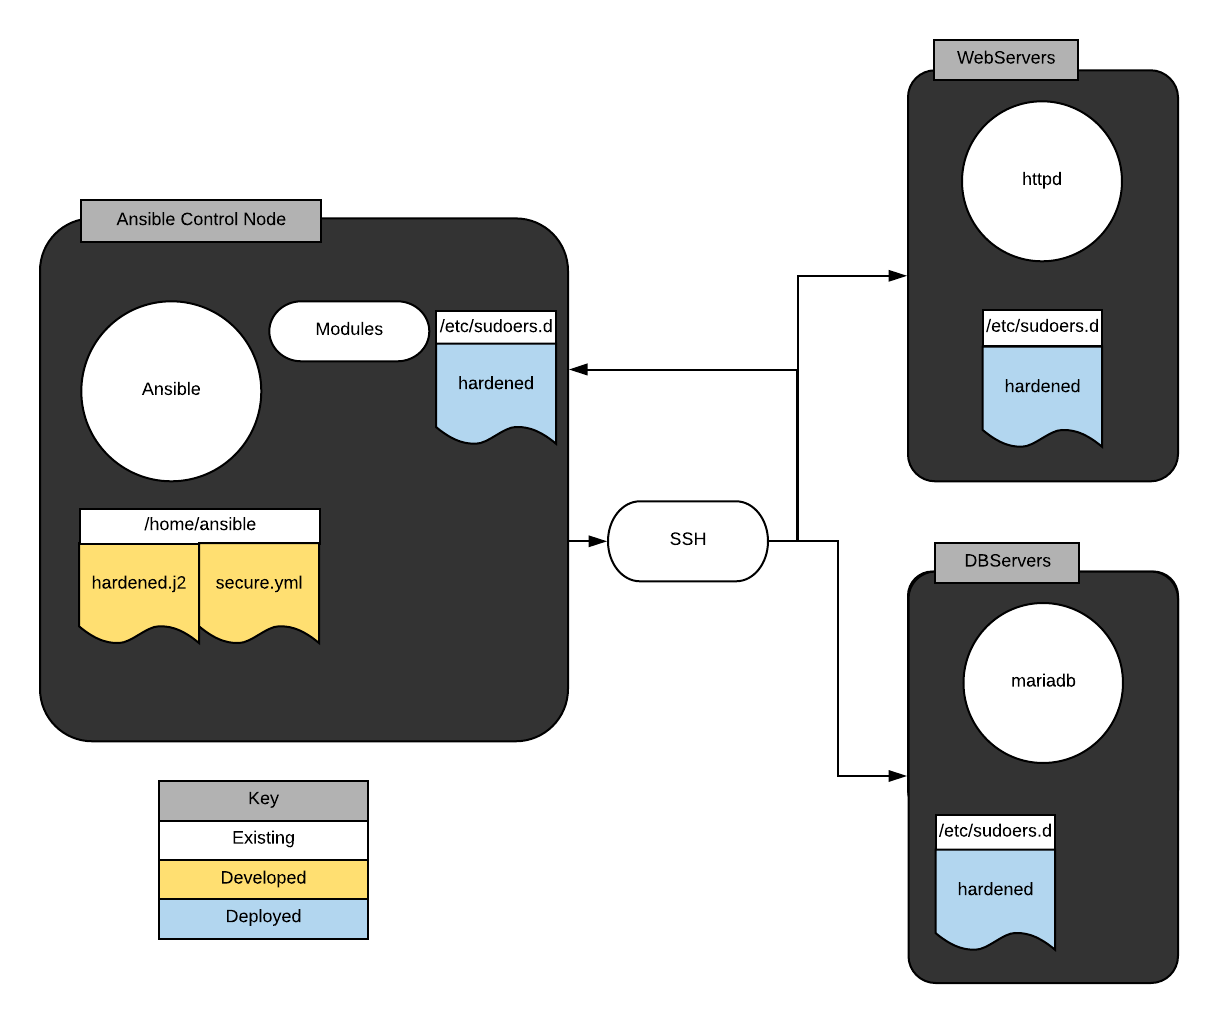 WebServers
httpd
/etc/sudoers.d
hardened
Ansible Control Node
Ansible
Modules
/etc/sudoers.d
hardened
/home/ansible
hardened.j2
secure.yml
SSH
DBServers
mariadb
/etc/sudoers.d
hardened
Key
Existing
Developed
Deployed